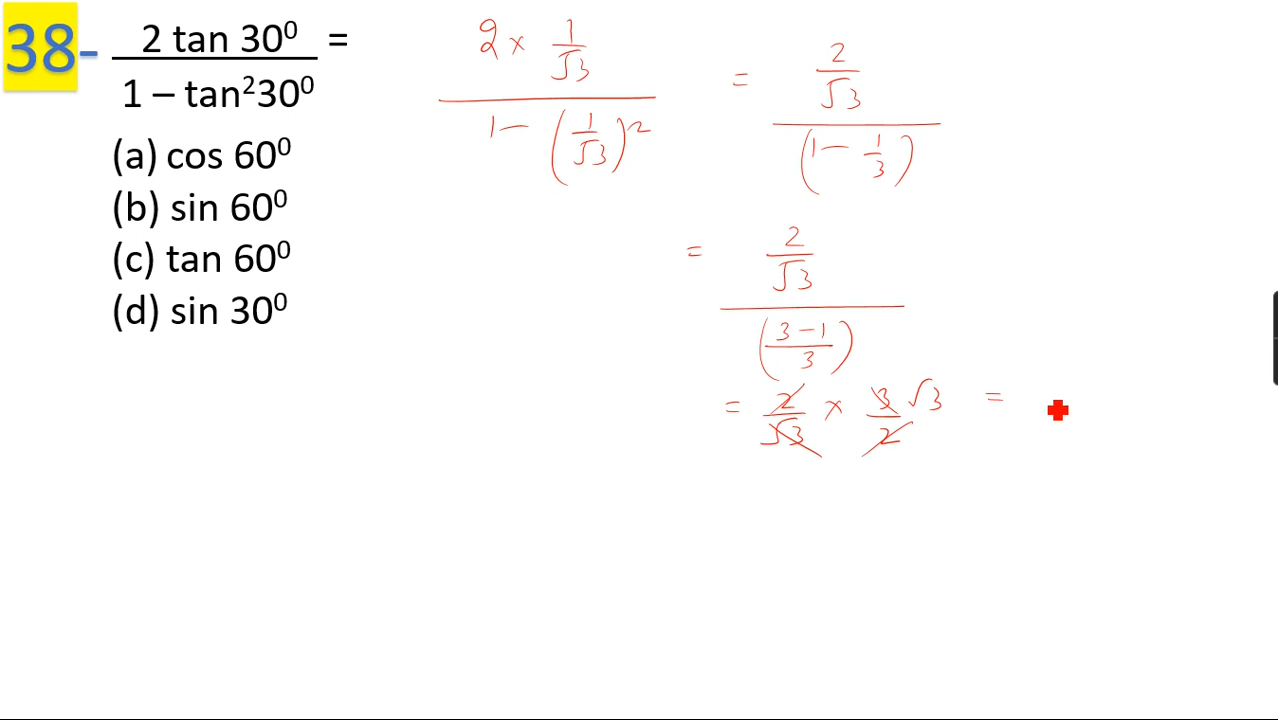 38- 2 tan 30⁰ / 1 – tan²30⁰ =
(a) cos 60⁰
(b) sin 60⁰
(c) tan 60⁰
(d) sin 30⁰
2 × 1/√3 / 1 – (1/√3)² = 2/√3 / (1 – 1/3)
= 2/√3 / (3 – 1/3)
= 2/√3 × 3/2 √3 =